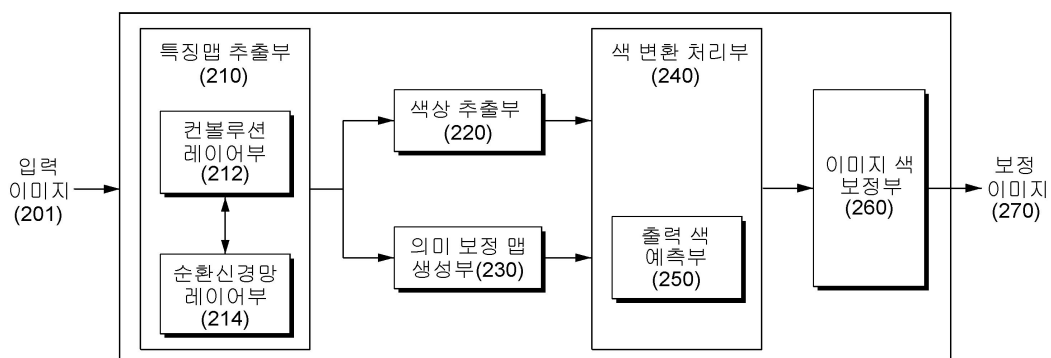 입력
이미지
(201)
특징맵 추출부
(210)
컨볼루션
레이어부
(212)
순환신경망
레이어부
(214)
색상 추출부
(220)
의미 보정 맵
생성부(230)
색 변환 처리부
(240)
출력 색
예측부
(250)
이미지 색
보정부
(260)
보정
이미지
(270)